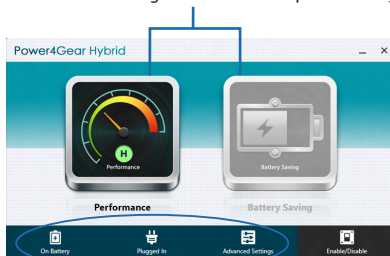 Power4Gear Hybrid
H
Performance
Battery Saving
Performance
Battery Saving
On Battery
Plugged In
Advanced Settings
Enable/Disable